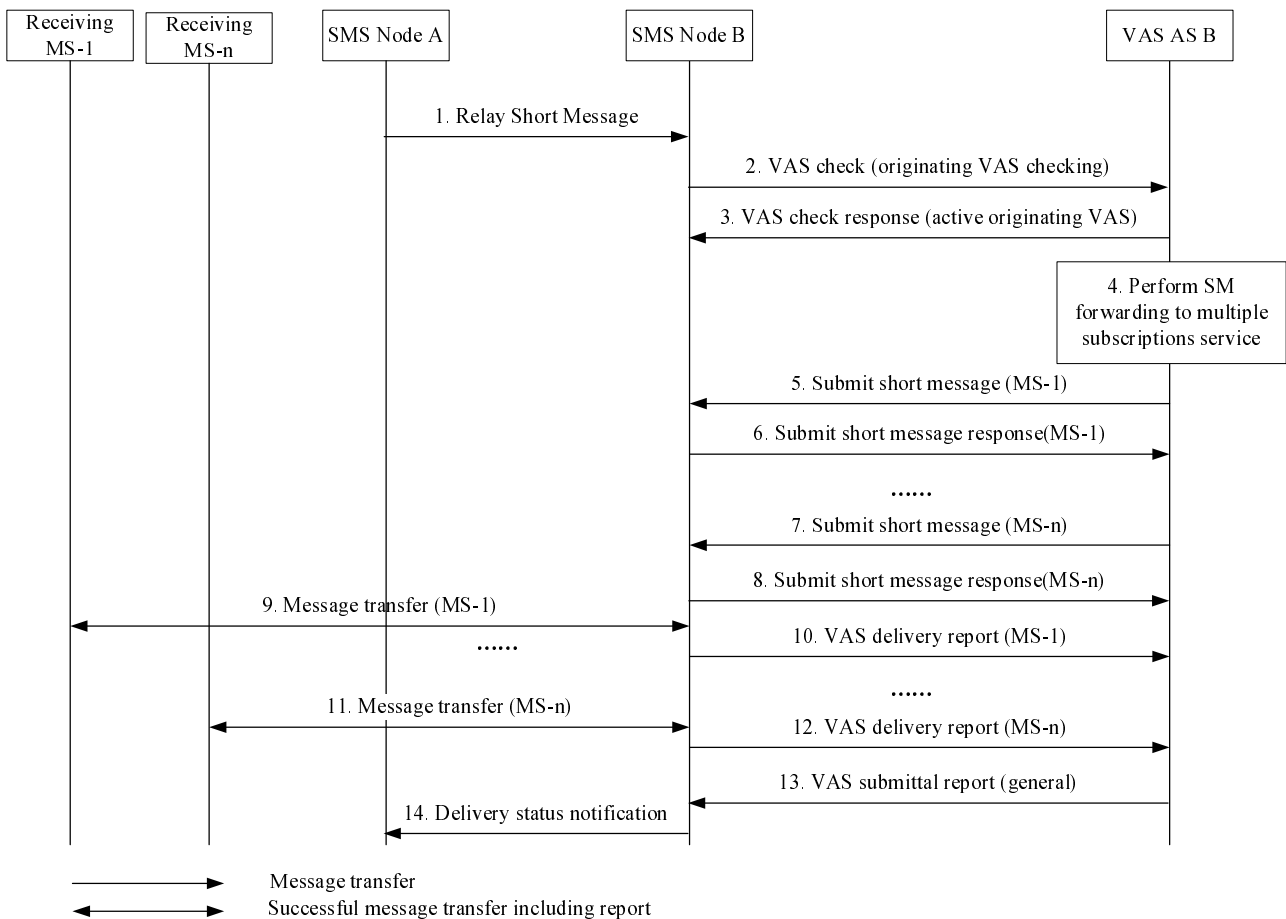 Receiving
MS-1
Receiving
MS-n
SMS Node A
SMS Node B
VAS AS B
1. Relay Short Message
2. VAS check (originating VAS checking)
3. VAS check response (active originating VAS)
4. Perform SM
forwarding to multiple
subscriptions service
5. Submit short message (MS-1)
6. Submit short message response(MS-1)
......
7. Submit short message (MS-n)
8. Submit short message response(MS-n)
9. Message transfer (MS-1)
......
10. VAS delivery report (MS-1)
......
11. Message transfer (MS-n)
12. VAS delivery report (MS-n)
13. VAS submittal report (general)
14. Delivery status notification
Message transfer
Successful message transfer including report